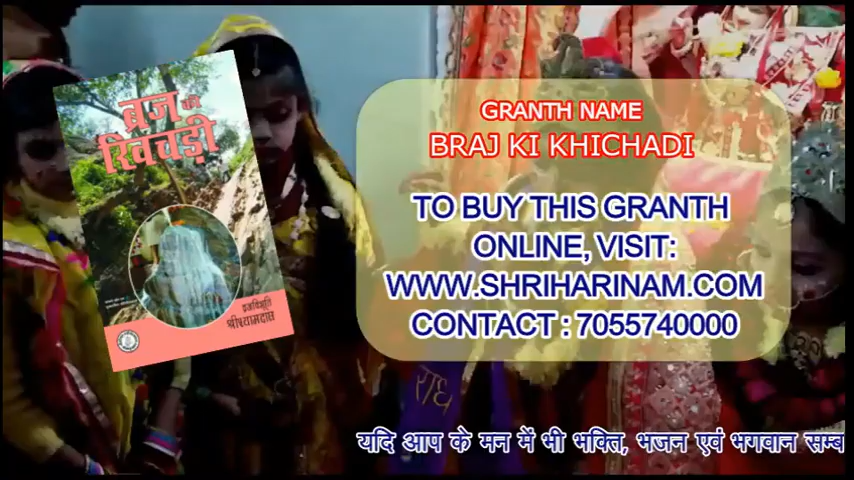 ब्रज की
खिचड़ी
ब्रजविभूति
श्रीश्यामदास
GRANTH NAME
BRAJ KI KHICHADI
TO BUY THIS GRANTH
ONLINE, VISIT:
WWW.SHRIHARINAM.COM
CONTACT : 7055740000
राधे
यदि आप के मन में भी भक्ति, भजन एवं भगवान सम्ब